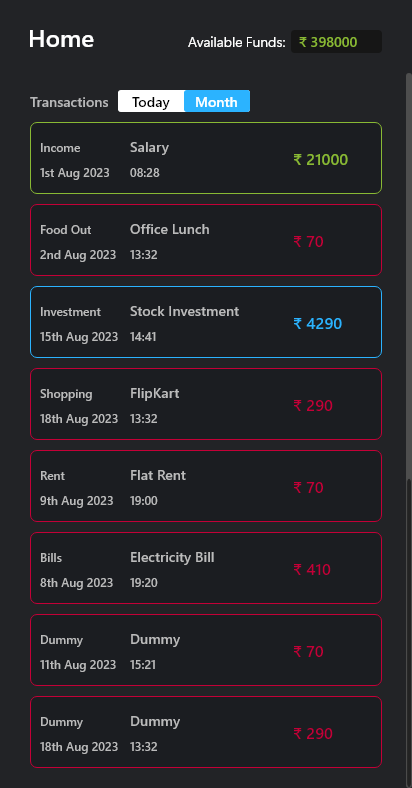 Home
Available Funds: ₹ 398000
Transactions Today Month
Income Salary
₹ 21000
1st Aug 2023 08:28
Food Out Office Lunch
₹ 70
2nd Aug 2023 13:32
Investment Stock Investment
₹ 4290
15th Aug 2023 14:41
Shopping FlipKart
₹ 290
18th Aug 2023 13:32
Rent Flat Rent
₹ 70
9th Aug 2023 19:00
Bills Electricity Bill
₹ 410
8th Aug 2023 19:20
Dummy Dummy
₹ 70
11th Aug 2023 15:21
Dummy Dummy
₹ 290
18th Aug 2023 13:32